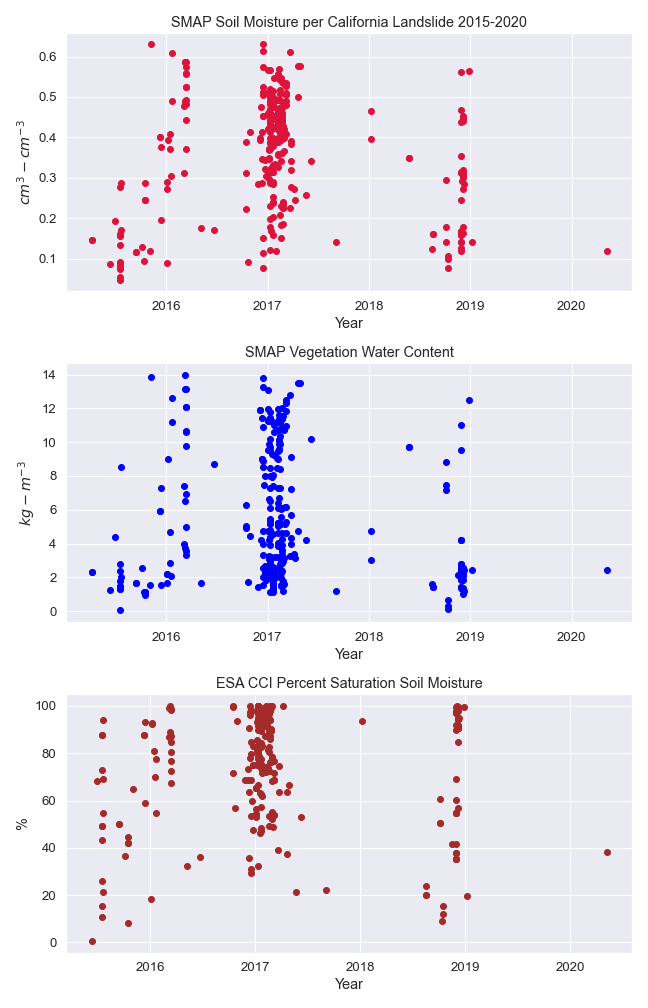 SMAP Soil Moisture per California Landslide 2015-2020
0.6
0.5
0.4
0.3
0.2
0.1
cm³ − cm⁻³
2016 2017 2018 2019 2020
Year
SMAP Vegetation Water Content
14
12
10
8
6
4
2
0
kg − m⁻³
2016 2017 2018 2019 2020
Year
ESA CCI Percent Saturation Soil Moisture
100
80
60
40
20
0
%
2016 2017 2018 2019 2020
Year